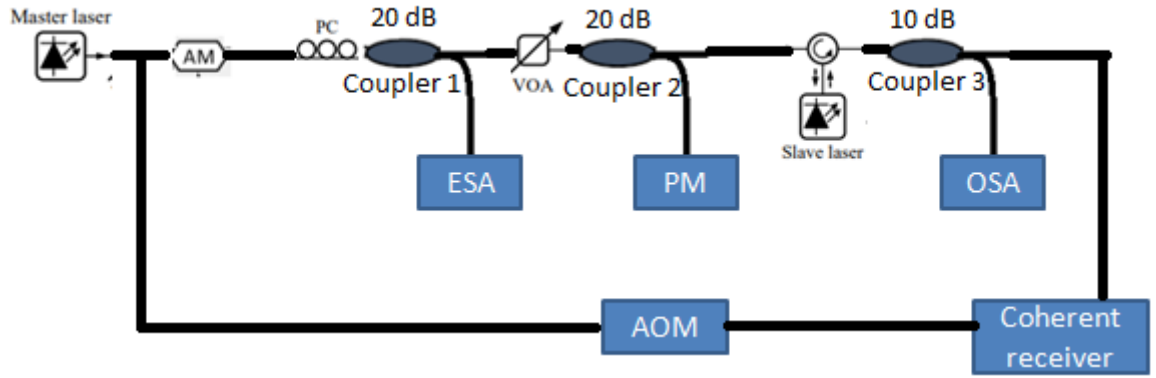 Master laser
AM
PC
20 dB
Coupler 1
VOA
20 dB
Coupler 2
Slave laser
10 dB
Coupler 3
ESA
PM
OSA
AOM
Coherent
receiver